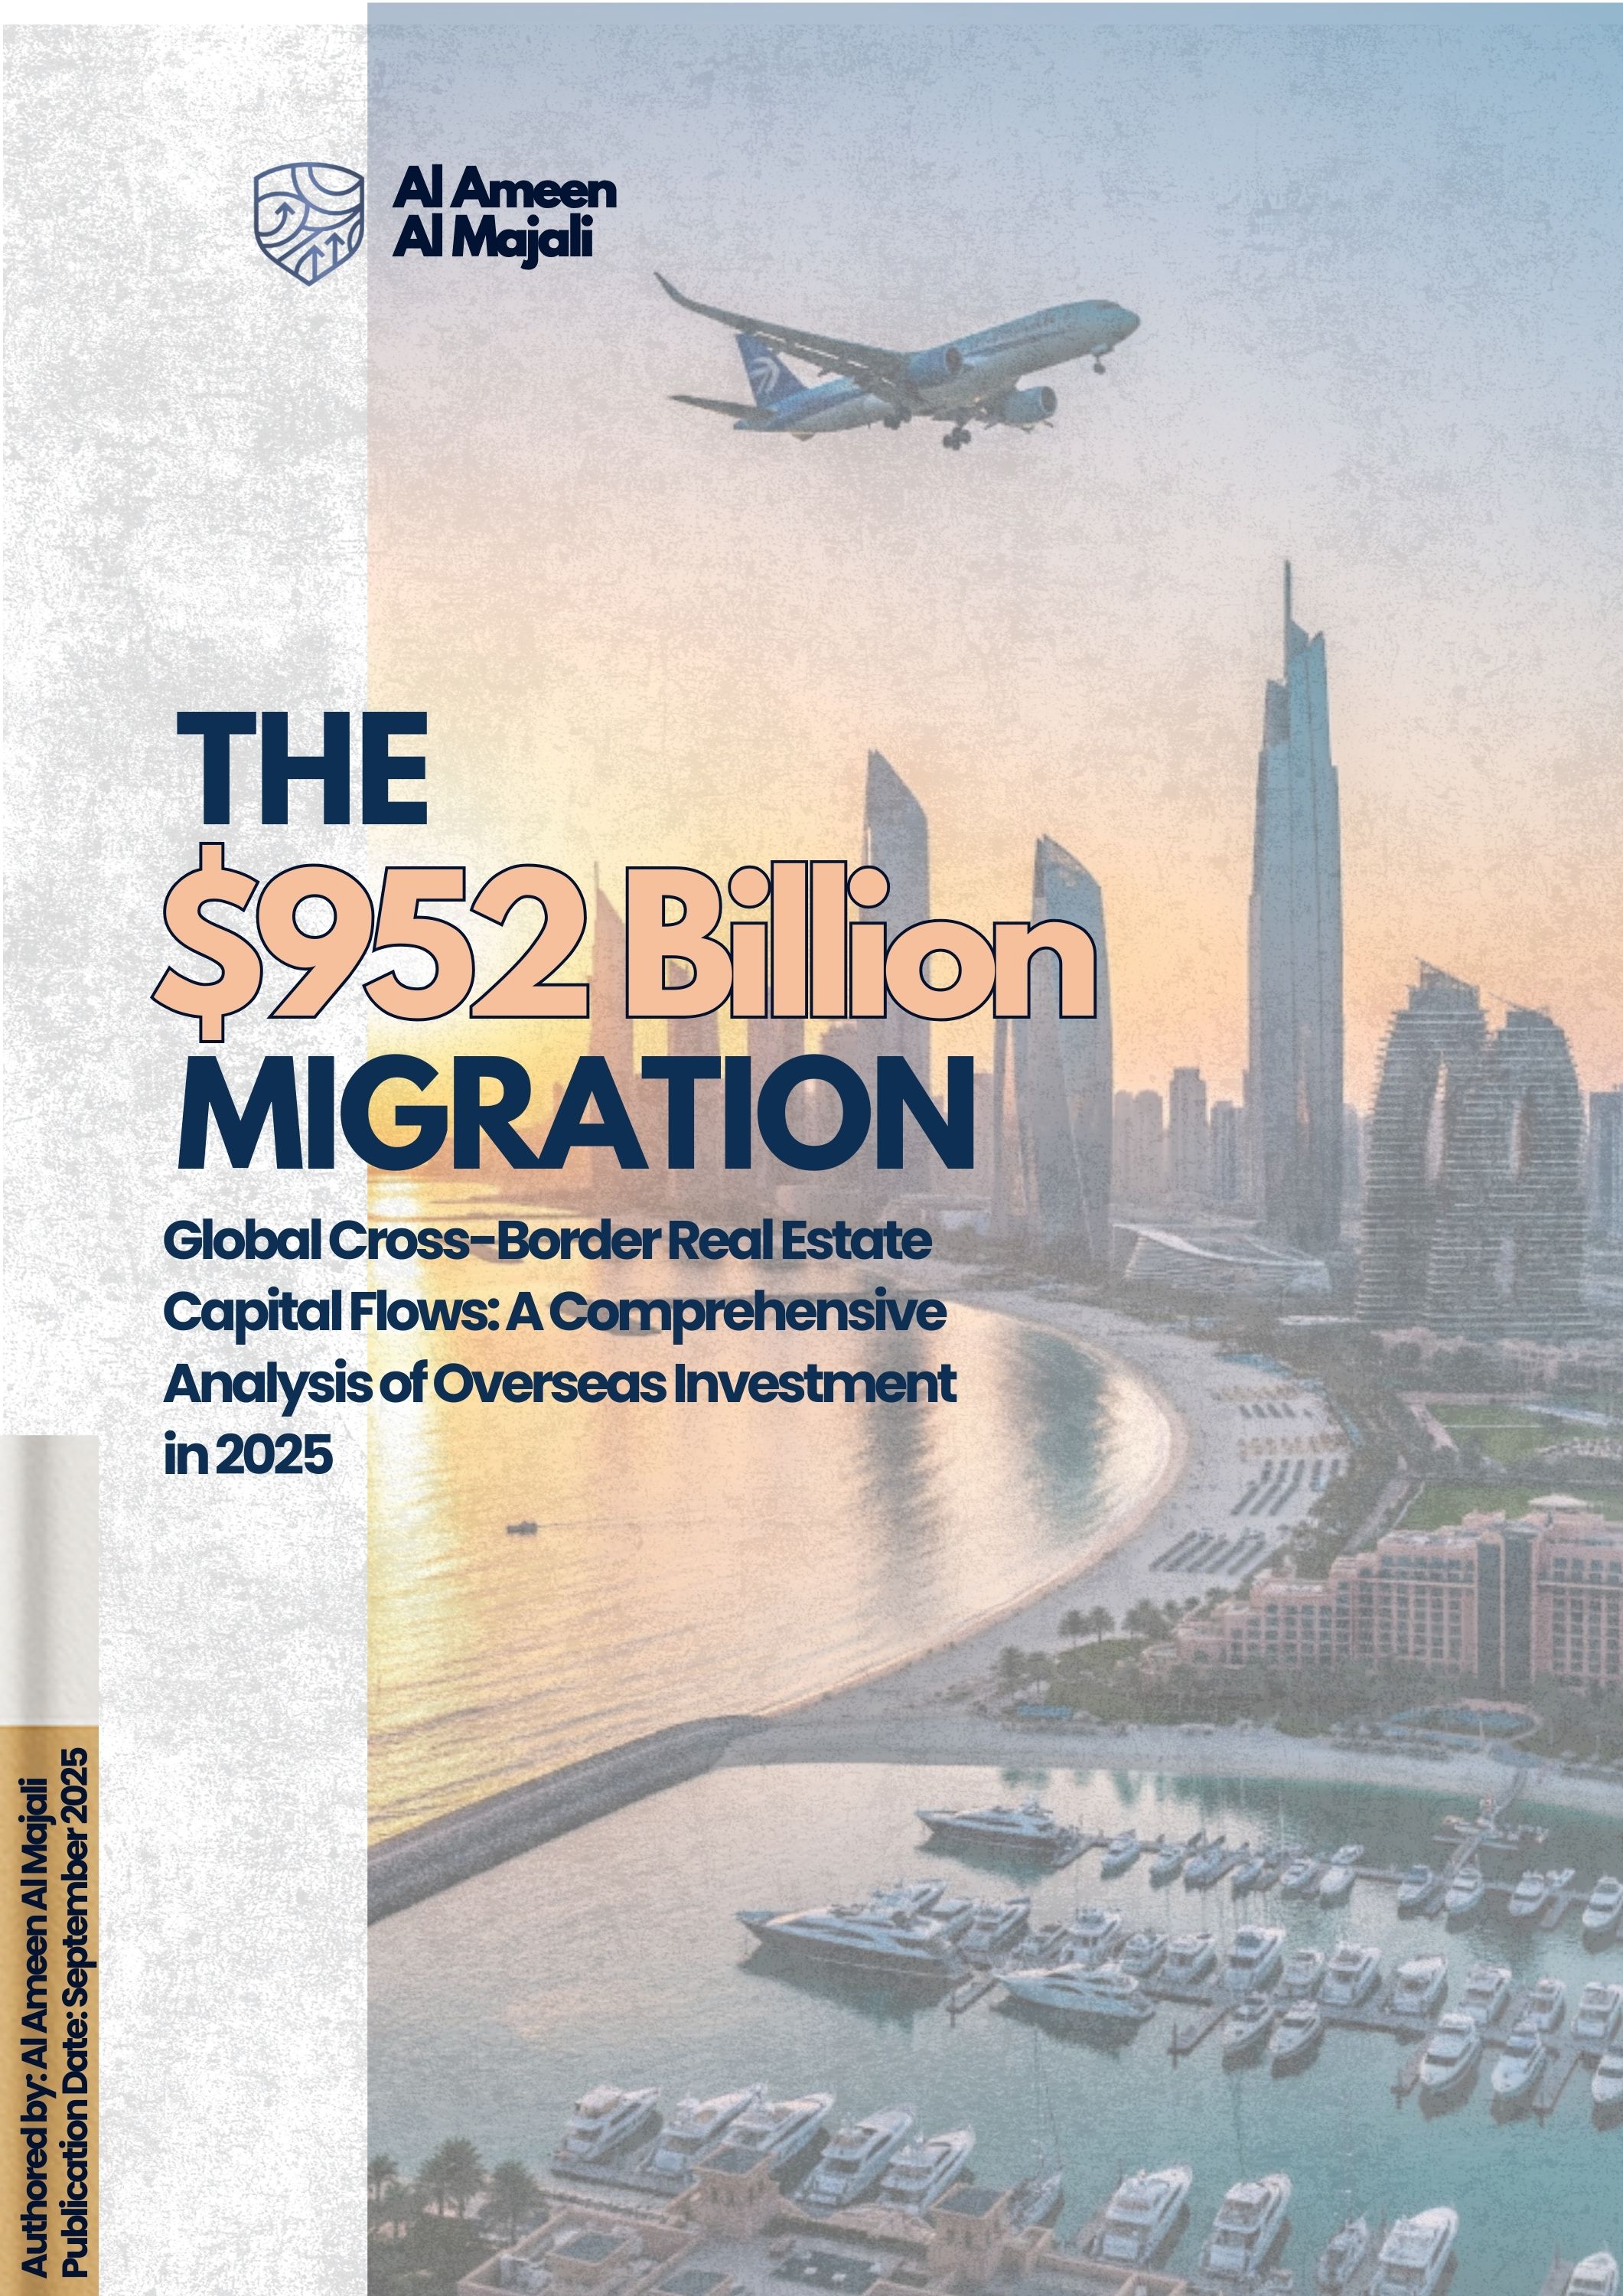 Al Ameen
Al Majali
THE
$952 Billion
MIGRATION
Global Cross-Border Real Estate
Capital Flows: A Comprehensive
Analysis of Overseas Investment
in 2025
Authored by: Al Ameen Al Majali
Publication Date: September 2025